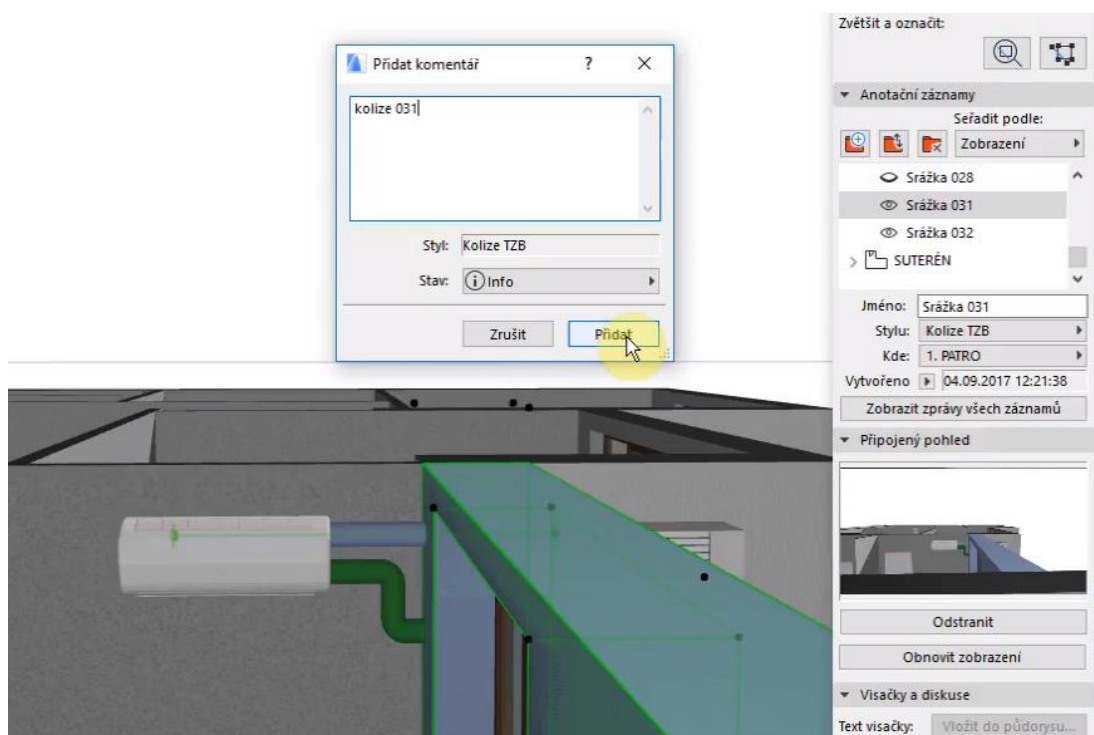 Přidat komentář
?
kolize 031
Styl: Kolize TZB
Stav: Info
Zrušit
Přidat
Zvětšit a označit:
Anotační záznamy
Seřadit podle:
Zobrazení
Srážka 028
Srážka 031
Srážka 032
SUTERÉN
Jméno: Srážka 031
Stylu: Kolize TZB
Kde: 1. PATRO
Vytvořeno 04.09.2017 12:21:38
Zobrazit zprávy všech záznamů
Připojený pohled
Odstranit
Obnovit zobrazení
Visačky a diskuse
Text visačky: Vložit do půdorysu...